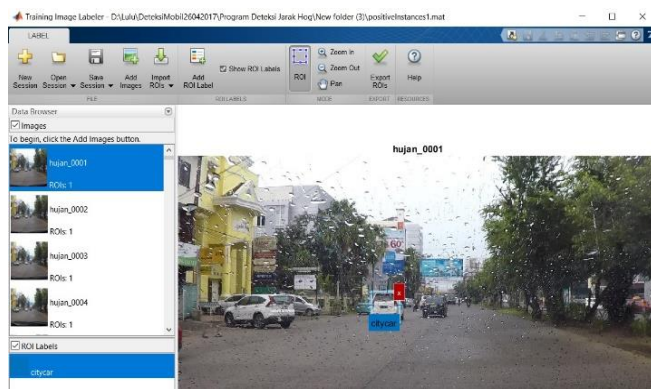 Training Image Labeler - D:\Lulu\DeteksiMobil26042017\Program Deteksi Jarak Hog\New folder (3)\positiveInstances1.mat
LABEL
New Session
Open Session
Save Session
Add Images
Import ROIs
Add ROI Label
Show ROI Labels
ROI
Zoom In
Zoom Out
Pan
Export ROIs
Help
FILE
ROI LABELS
MODE
EXPORT
RESOURCES
Data Browser
Images
To begin, click the Add Images button.
hujan_0001
ROIs: 1
hujan_0002
ROIs: 1
hujan_0003
ROIs: 1
hujan_0004
ROIs: 1
ROI Labels
citycar
hujan_0001
60
x
citycar